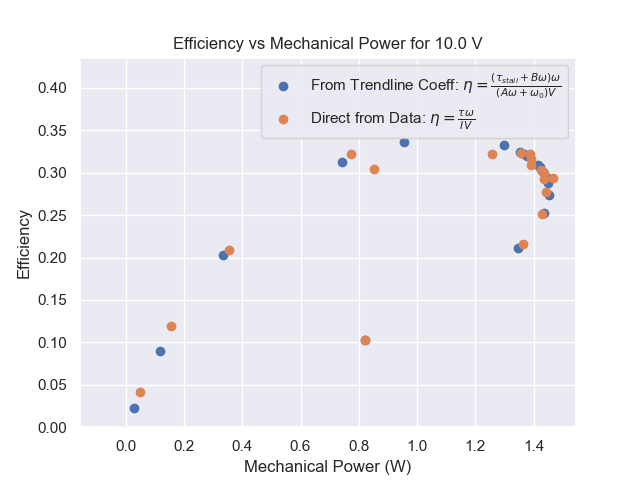 Efficiency vs Mechanical Power for 10.0 V
From Trendline Coeff: η = (τ_stall + Bω)ω / (Aω + ω₀)V
Direct from Data: η = τω / IV
0.40
0.35
0.30
0.25
0.20
0.15
0.10
0.05
0.00
Efficiency
0.0 0.2 0.4 0.6 0.8 1.0 1.2 1.4
Mechanical Power (W)